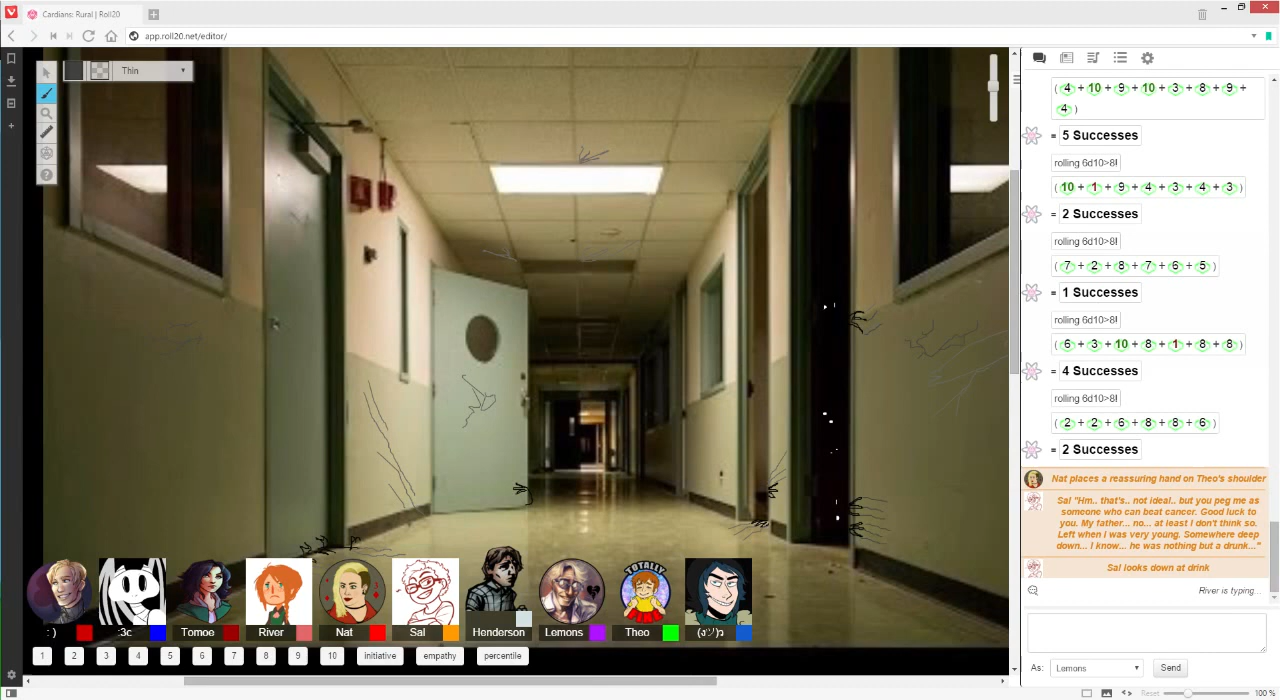 Cardians: Rural | Roll20
app.roll20.net/editor/
Thin
(4+10+9+10+3+8+9+
4)
= 5 Successes
rolling 6d10>8!
(10+1+9+4+3+4+3)
= 2 Successes
rolling 6d10>8!
(7+2+8+7+6+5)
= 1 Successes
rolling 6d10>8!
(6+3+10+8+1+8+8)
= 4 Successes
rolling 6d10>8!
(2+2+6+8+8+6)
= 2 Successes
Nat places a reassuring hand on Theo's shoulder
Sal "Hm.. that's.. not ideal.. but you peg me as
someone who can beat cancer. Good luck to
you. My father... no... at least I don't think so.
Left when I was very young. Somewhere deep
down... I know... he was nothing but a drunk..."
Sal looks down at drink
River is typing...
TOTALLY
: ) :3c Tomoe River Nat Sal Henderson Lemons Theo
1 2 3 4 5 6 7 8 9 10 initiative empathy percentile
As: Lemons Send
Reset 100 %